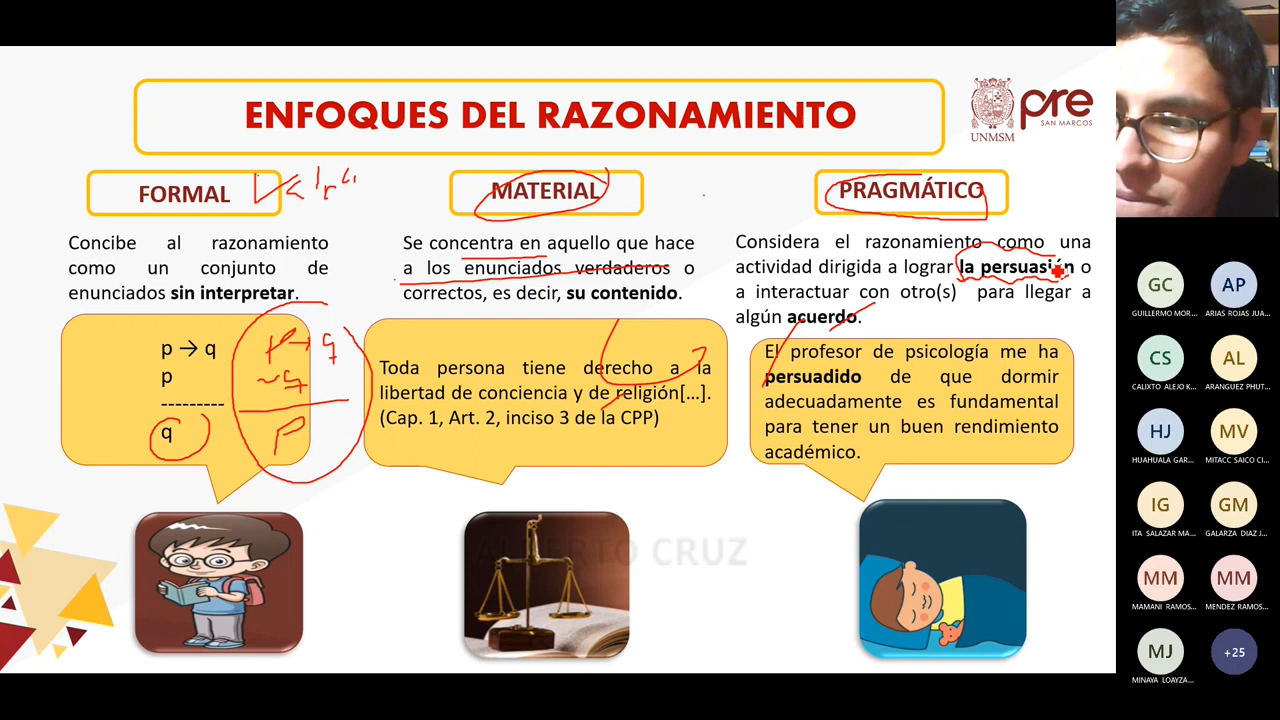 ENFOQUES DEL RAZONAMIENTO
UNMSM
pre
SAN MARCOS
FORMAL
Concibe al razonamiento
como un conjunto de
enunciados sin interpretar.
p → q
p
---------
q
p → q
~q
p
MATERIAL
Se concentra en aquello que hace
a los enunciados verdaderos o
correctos, es decir, su contenido.
Toda persona tiene derecho a la
libertad de conciencia y de religión[...].
(Cap. 1, Art. 2, inciso 3 de la CPP)
PRAGMÁTICO
Considera el razonamiento como una
actividad dirigida a lograr la persuasión o
a interactuar con otro(s) para llegar a
algún acuerdo.
El profesor de psicología me ha
persuadido de que dormir
adecuadamente es fundamental
para tener un buen rendimiento
académico.
ALBERTO CRUZ
GC
AP
GUILLERMO MOR...
ARIAS ROJAS JUA...
CS
AL
CALIXTO ALEJO K...
ARANGUEZ PHUT...
HJ
MV
HUAHUALA GAR...
MITACC SAICO CI...
IG
GM
ITA SALAZAR MA...
GALARZA DIAZ J...
MM
MM
MAMANI RAMOS...
MENDEZ RAMOS...
MJ
+25
MINAYA LOAYZA...